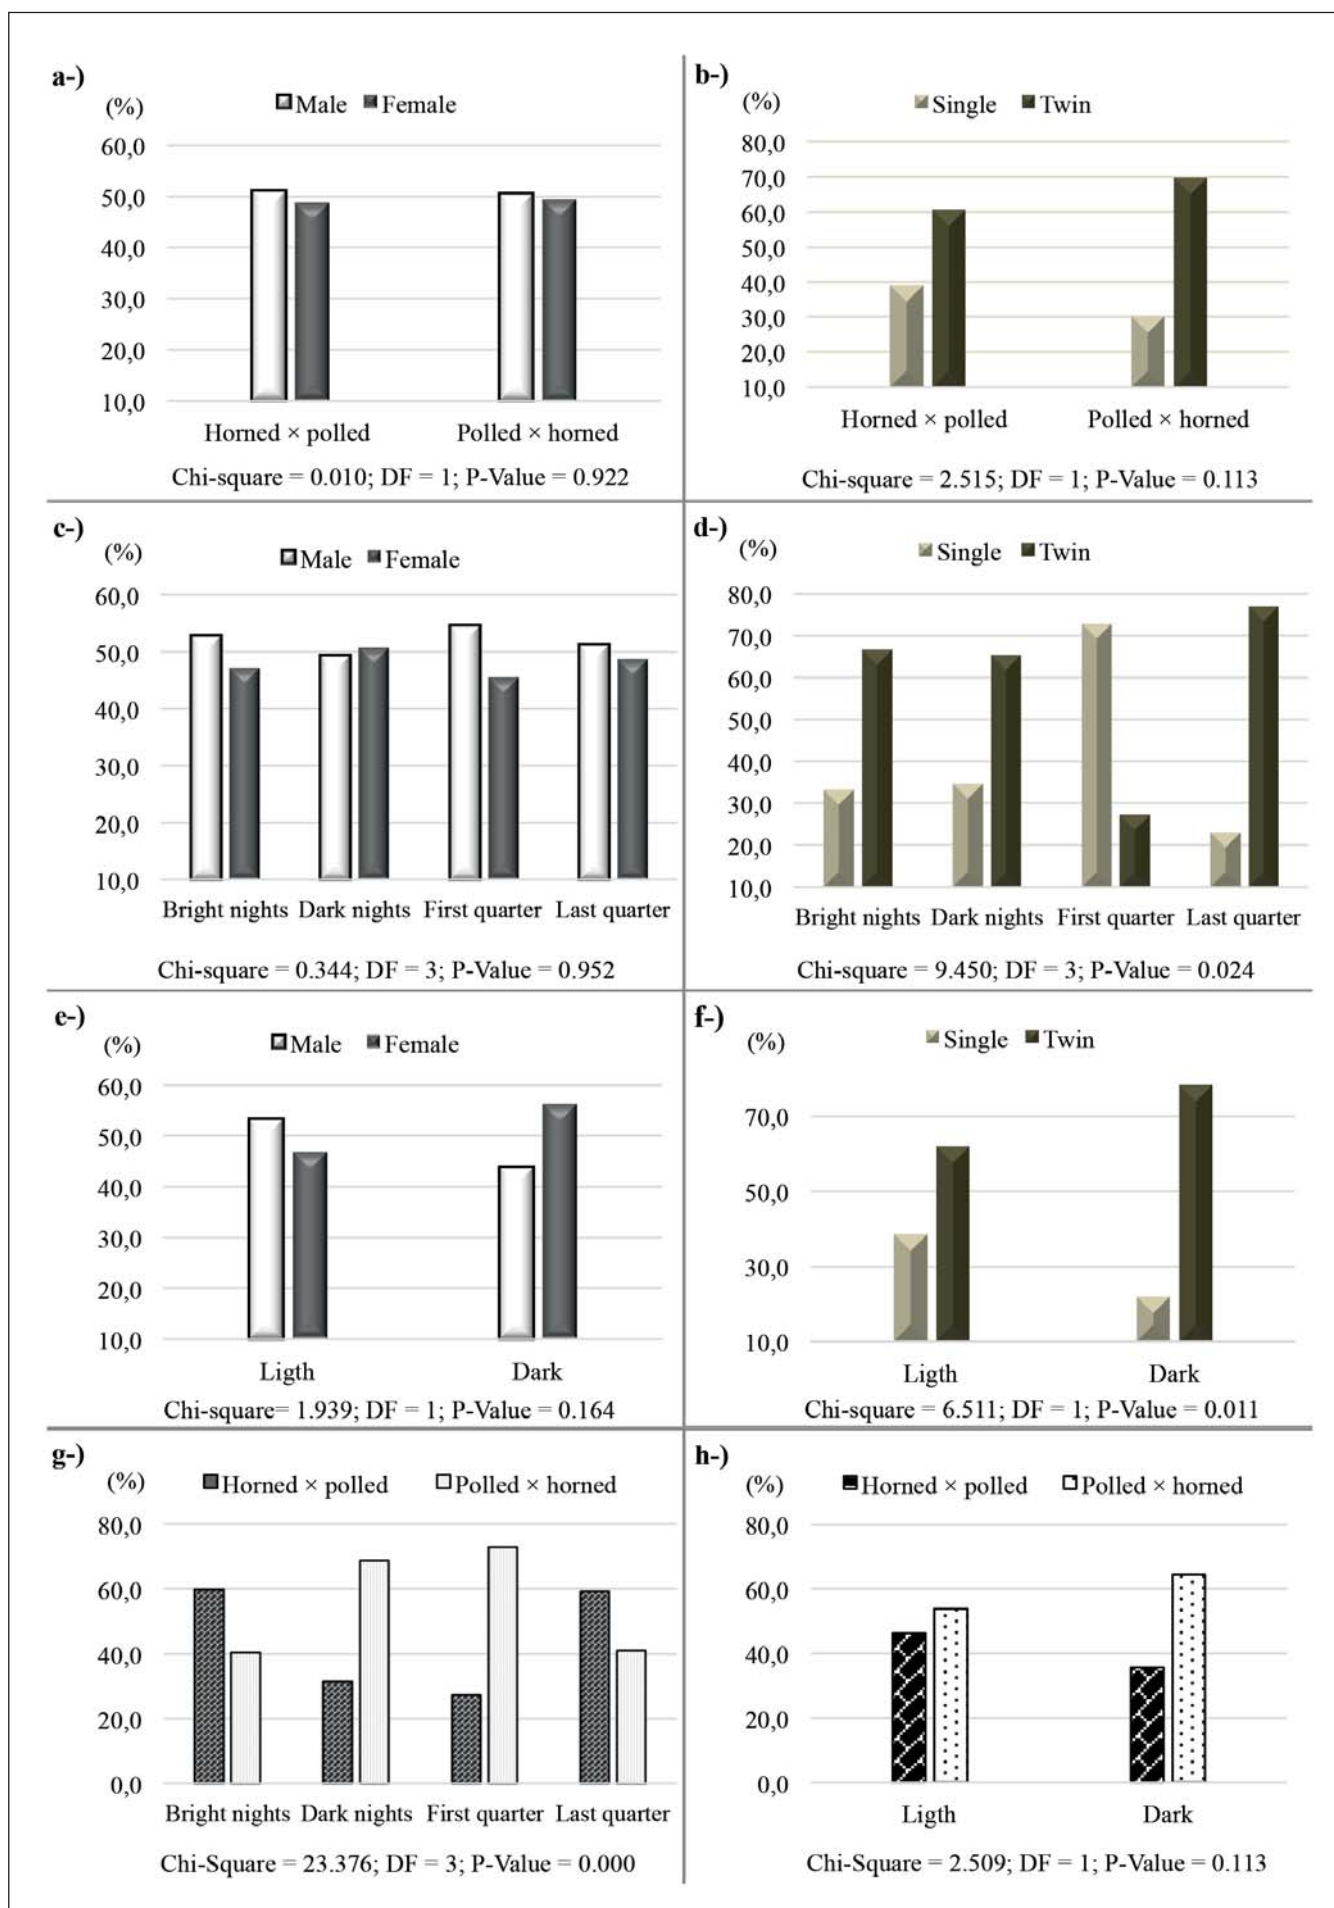 a-)
(%)
Male Female
60,0
50,0
40,0
30,0
20,0
10,0
Horned × polled Polled × horned
Chi-square = 0.010; DF = 1; P-Value = 0.922
b-)
(%)
Single Twin
80,0
70,0
60,0
50,0
40,0
30,0
20,0
10,0
Horned × polled Polled × horned
Chi-square = 2.515; DF = 1; P-Value = 0.113
c-)
(%)
Male Female
60,0
50,0
40,0
30,0
20,0
10,0
Bright nights Dark nights First quarter Last quarter
Chi-square = 0.344; DF = 3; P-Value = 0.952
d-)
(%)
Single Twin
80,0
70,0
60,0
50,0
40,0
30,0
20,0
10,0
Bright nights Dark nights First quarter Last quarter
Chi-square = 9.450; DF = 3; P-Value = 0.024
e-)
(%)
Male Female
60,0
50,0
40,0
30,0
20,0
10,0
Ligth Dark
Chi-square= 1.939; DF = 1; P-Value = 0.164
f-)
(%)
Single Twin
70,0
50,0
30,0
10,0
Ligth Dark
Chi-square = 6.511; DF = 1; P-Value = 0.011
g-)
(%)
Horned × polled Polled × horned
80,0
60,0
40,0
20,0
0,0
Bright nights Dark nights First quarter Last quarter
Chi-Square = 23.376; DF = 3; P-Value = 0.000
h-)
(%)
Horned × polled Polled × horned
80,0
60,0
40,0
20,0
0,0
Ligth Dark
Chi-Square = 2.509; DF = 1; P-Value = 0.113